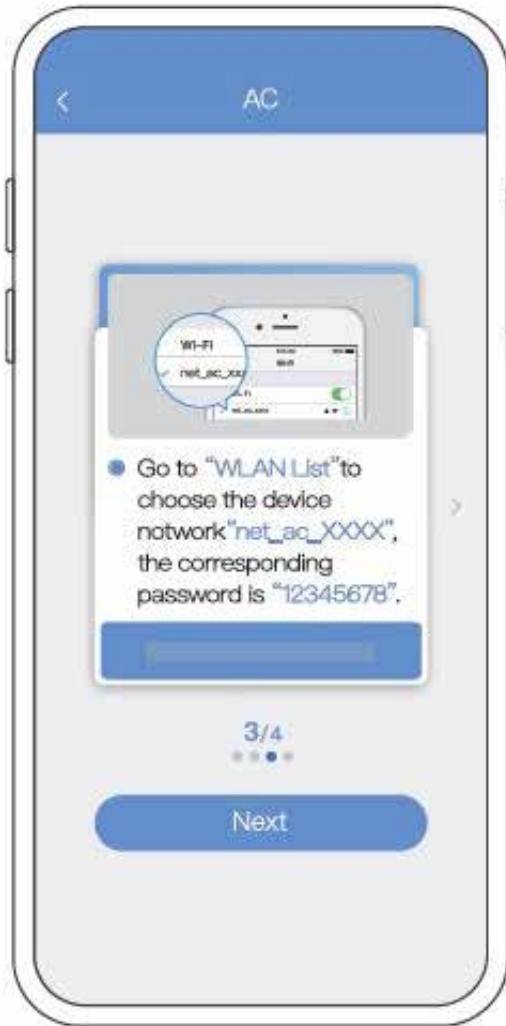 AC
Wi-Fi
net_ac_xx
Go to “WLAN List”to
choose the device
notwork“net_ac_XXXX”,
the corresponding
password is “12345678”.
3/4
Next